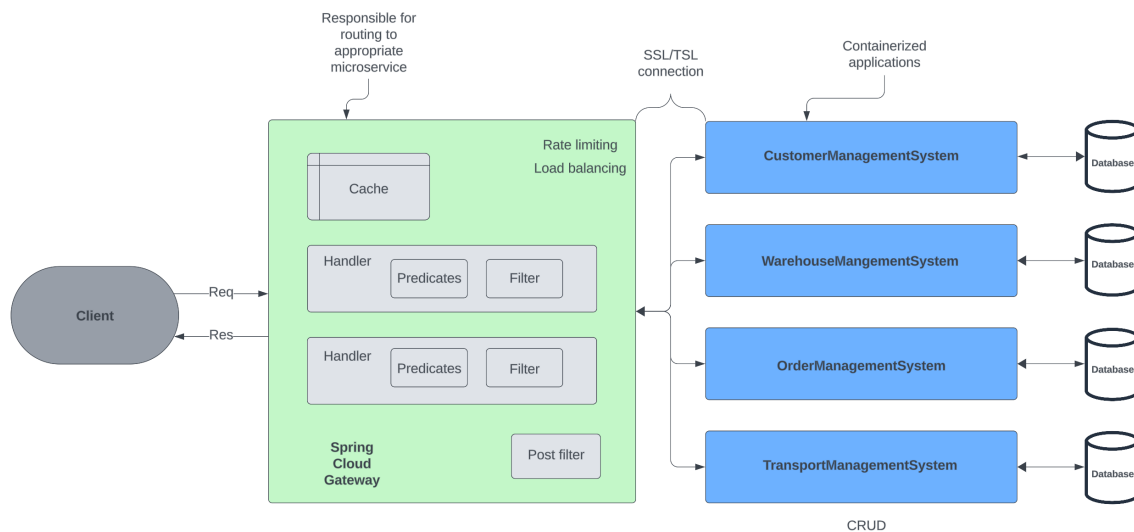 Responsible for
routing to
appropriate
microservice
SSL/TSL
connection
Containerized
applications
Rate limiting
Load balancing
Cache
Handler
Predicates
Filter
Handler
Predicates
Filter
Spring
Cloud
Gateway
Post filter
Client
Req
Res
CustomerManagementSystem
Database
WarehouseMangementSystem
Database
OrderManagementSystem
Database
TransportManagementSystem
Database
CRUD